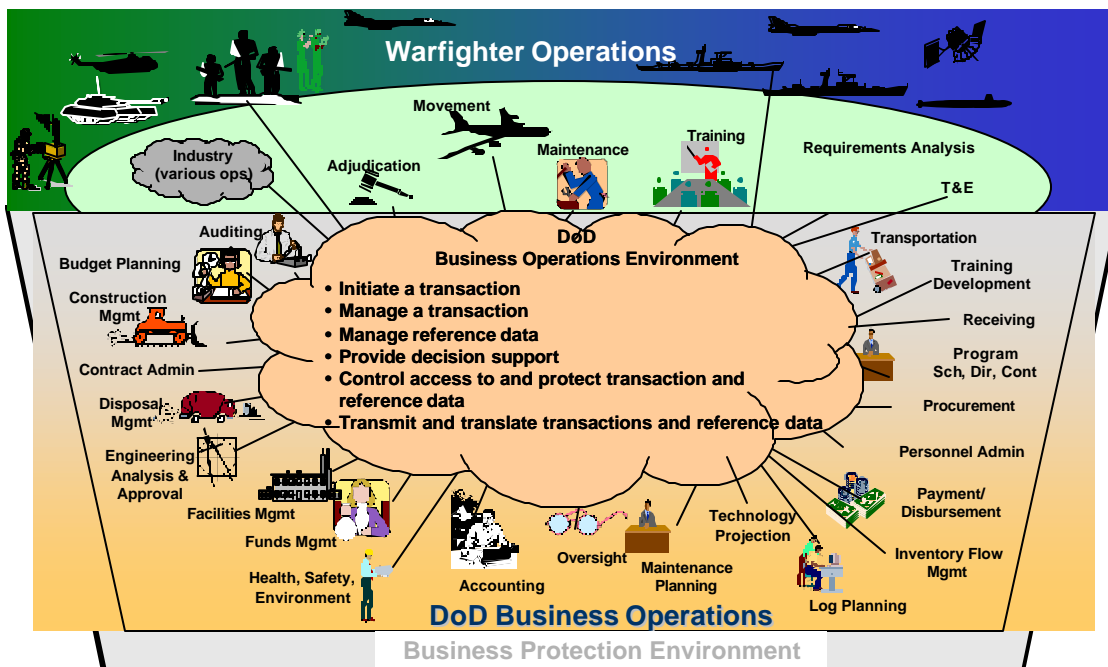 Warfighter Operations
Movement
Industry
(various ops)
Adjudication
Maintenance
Training
Requirements Analysis
T&E
Auditing
Budget Planning
Construction
Mgmt
Contract Admin
Disposal
Mgmt
Engineering
Analysis &
Approval
Facilities Mgmt
Funds Mgmt
Health, Safety,
Environment
DoD
Business Operations Environment
• Initiate a transaction
• Manage a transaction
• Manage reference data
• Provide decision support
• Control access to and protect transaction and
reference data
• Transmit and translate transactions and reference data
Transportation
Training
Development
Receiving
Program
Sch, Dir, Cont
Procurement
Personnel Admin
Payment/
Disbursement
Inventory Flow
Mgmt
Accounting
Oversight
Maintenance
Planning
Technology
Projection
Log Planning
DoD Business Operations
Business Protection Environment